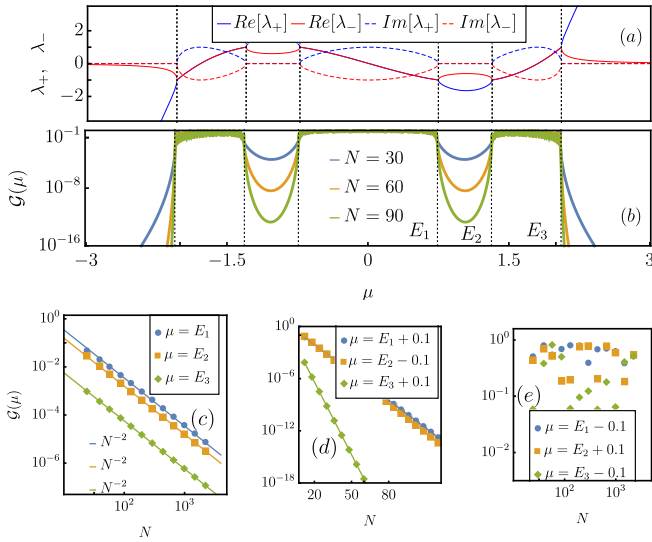 Re[λ+] Re[λ−] Im[λ+] Im[λ−]
(a)
λ+, λ−
2
0
−2
10^−1
10^−8
10^−16
𝒢(μ)
N = 30
N = 60
N = 90
E1 E2 E3
(b)
−3 −1.5 0 1.5 3
μ
10^0
10^−2
10^−4
10^−6
𝒢(μ)
μ = E1
μ = E2
μ = E3
(c)
N^−2
N^−2
N^−2
10^2 10^3
N
10^0
10^−6
10^−12
10^−18
μ = E1 + 0.1
μ = E2 − 0.1
μ = E3 + 0.1
(d)
20 50 80
N
10^0
10^−1
10^−2
(e)
μ = E1 − 0.1
μ = E2 + 0.1
μ = E3 − 0.1
10^2 10^3
N